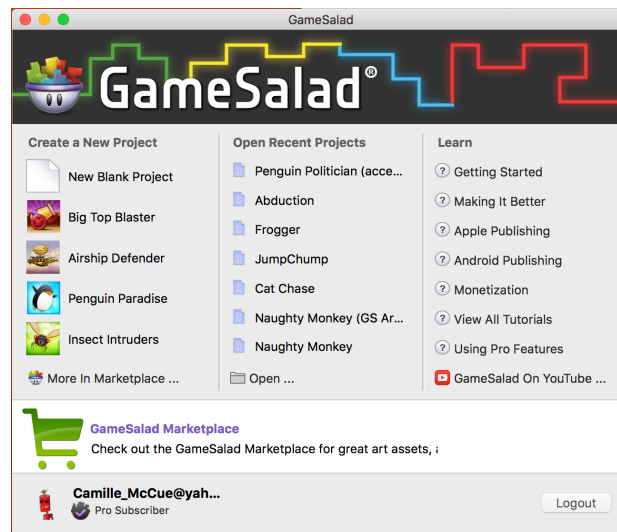 GameSalad
GameSalad®
Create a New Project
New Blank Project
Big Top Blaster
Airship Defender
Penguin Paradise
Insect Intruders
More In Marketplace ...
Open Recent Projects
Penguin Politician (acce...
Abduction
Frogger
JumpChump
Cat Chase
Naughty Monkey (GS Ar...
Naughty Monkey
Open ...
Learn
? Getting Started
? Making It Better
? Apple Publishing
? Android Publishing
? Monetization
? View All Tutorials
? Using Pro Features
GameSalad On YouTube ...
GameSalad Marketplace
Check out the GameSalad Marketplace for great art assets,
Camille_McCue@yah...
Pro Subscriber
Logout